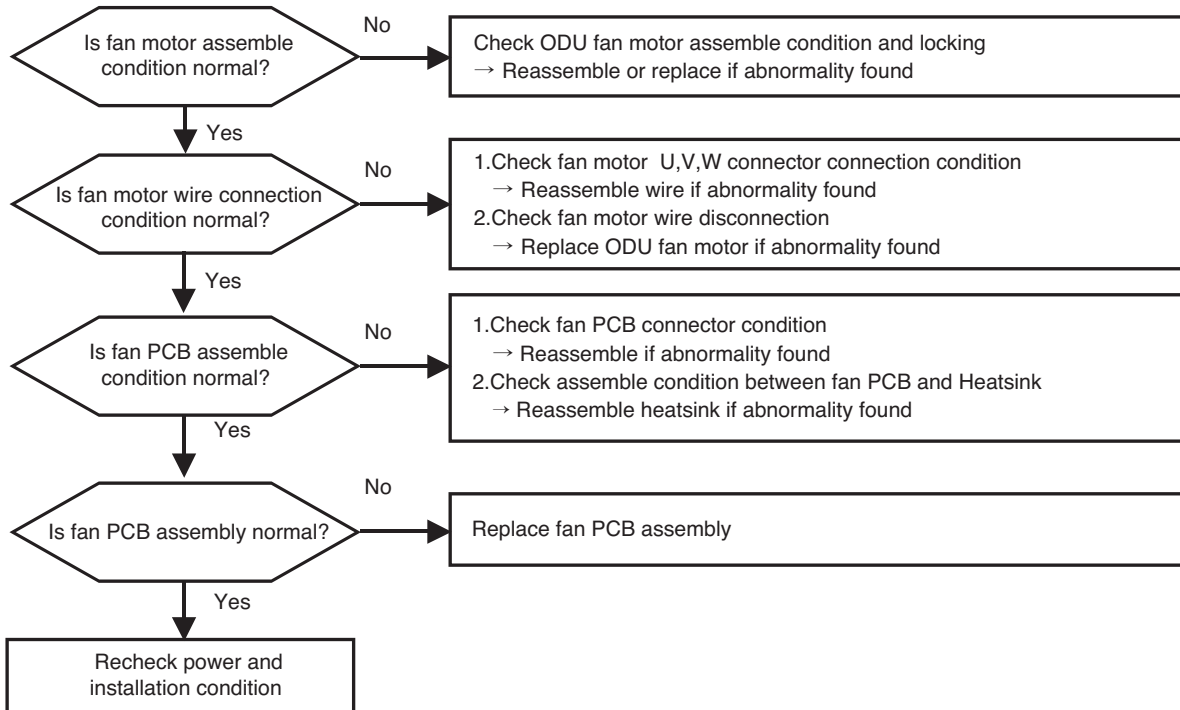 Is fan motor assemble
condition normal?
No
Check ODU fan motor assemble condition and locking
→ Reassemble or replace if abnormality found
Yes
Is fan motor wire connection
condition normal?
No
1.Check fan motor U,V,W connector connection condition
→ Reassemble wire if abnormality found
2.Check fan motor wire disconnection
→ Replace ODU fan motor if abnormality found
Yes
Is fan PCB assemble
condition normal?
No
1.Check fan PCB connector condition
→ Reassemble if abnormality found
2.Check assemble condition between fan PCB and Heatsink
→ Reassemble heatsink if abnormality found
Yes
Is fan PCB assembly normal?
No
Replace fan PCB assembly
Yes
Recheck power and
installation condition